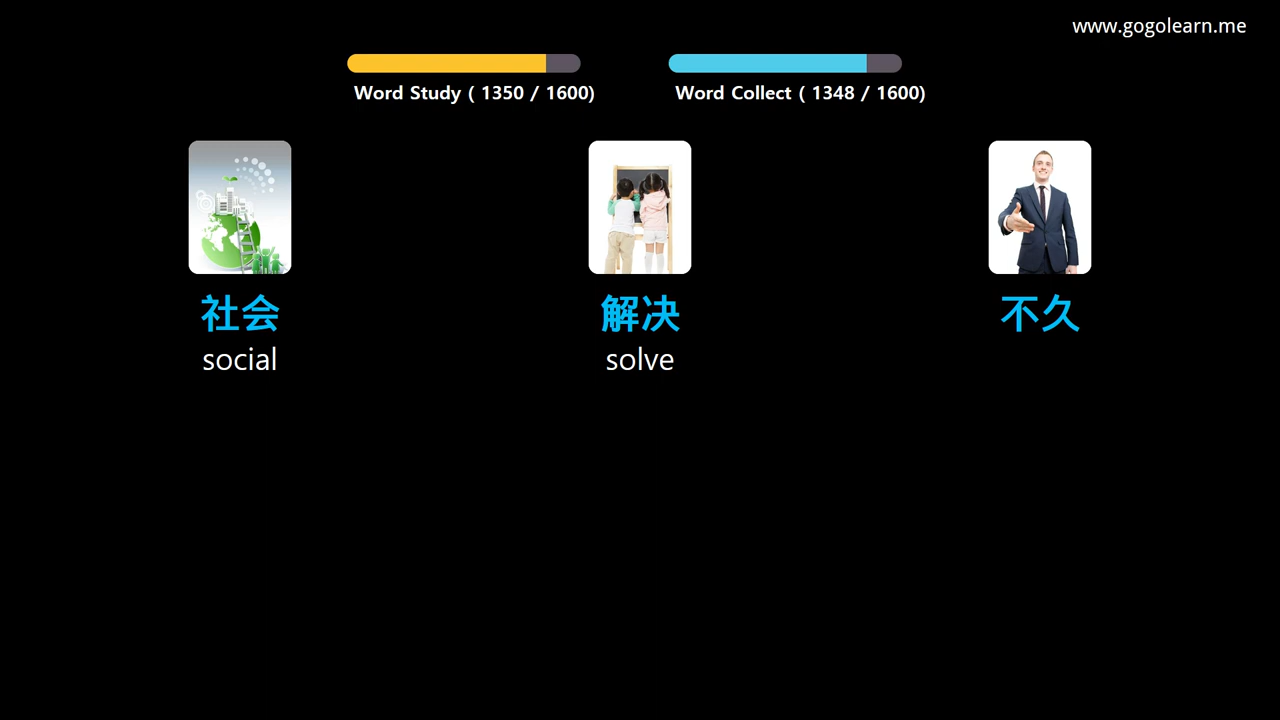 www.gogolearn.me
Word Study ( 1350 / 1600)
Word Collect ( 1348 / 1600)
社会
social
解决
solve
不久